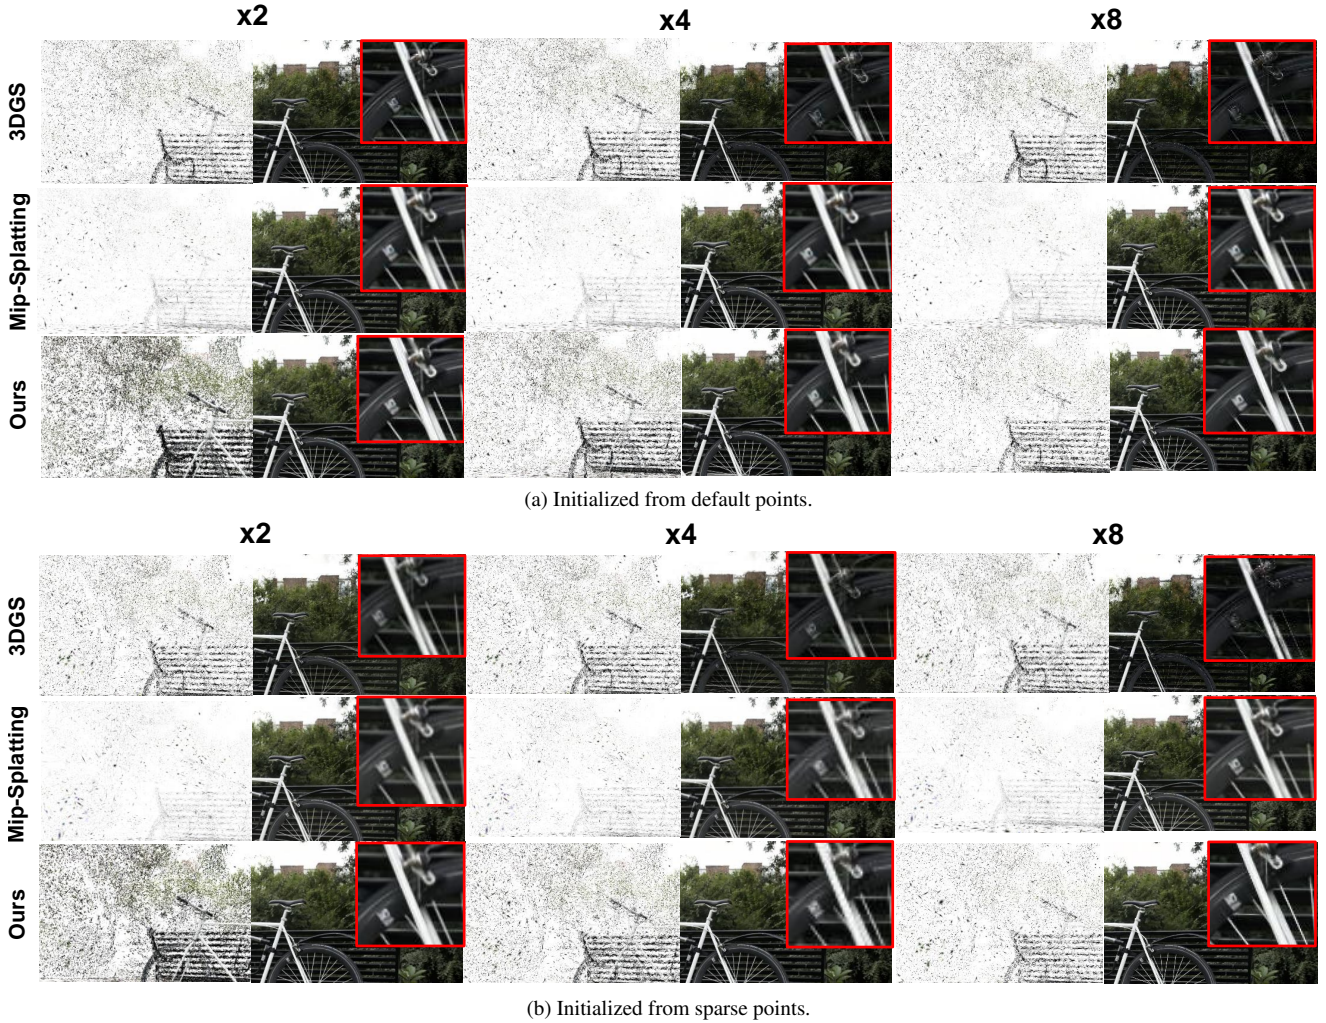 x2 x4 x8
3DGS
Mip-Splatting
Ours
(a) Initialized from default points.
x2 x4 x8
3DGS
Mip-Splatting
Ours
(b) Initialized from sparse points.